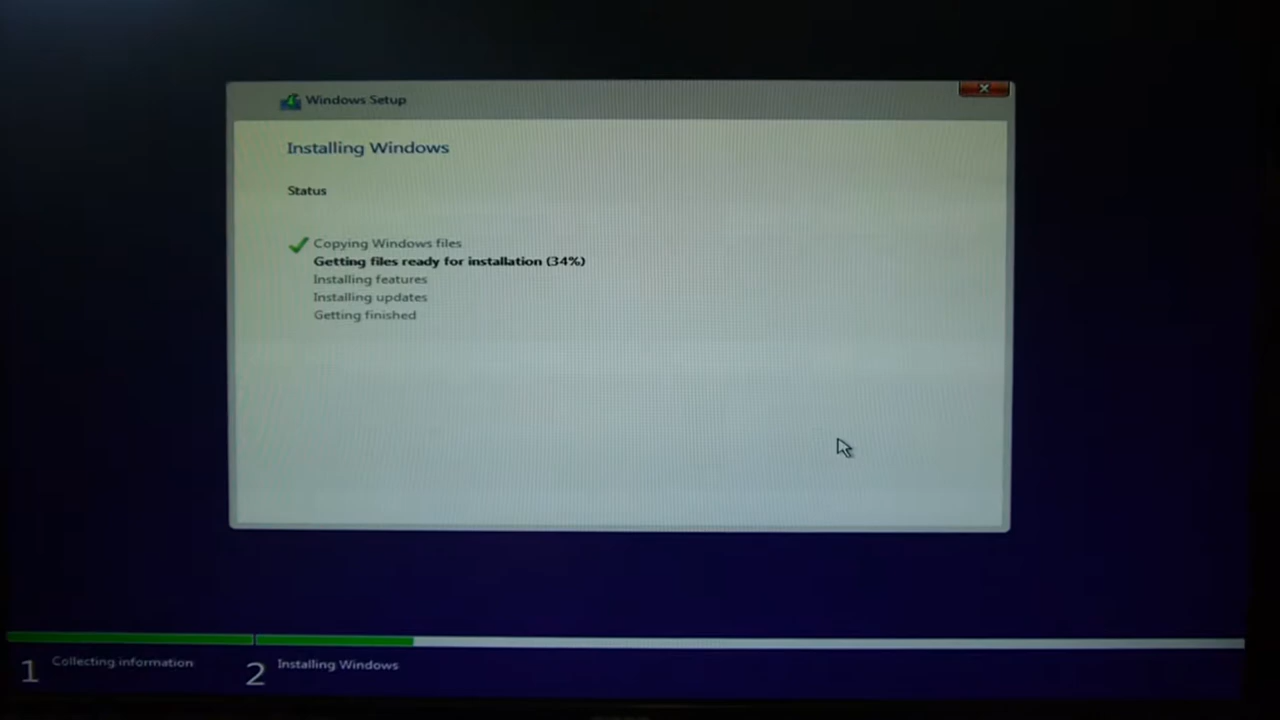 Windows Setup
Installing Windows
Status
Copying Windows files
Getting files ready for installation (34%)
Installing features
Installing updates
Getting finished
1 Collecting information
2 Installing Windows